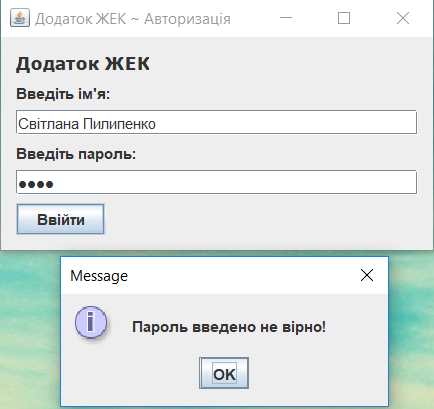 Додаток ЖЕК ~ Авторизація
Додаток ЖЕК
Введіть ім'я:
Світлана Пилипенко
Введіть пароль:
●●●●
Ввійти
Message
Пароль введено не вірно!
OK